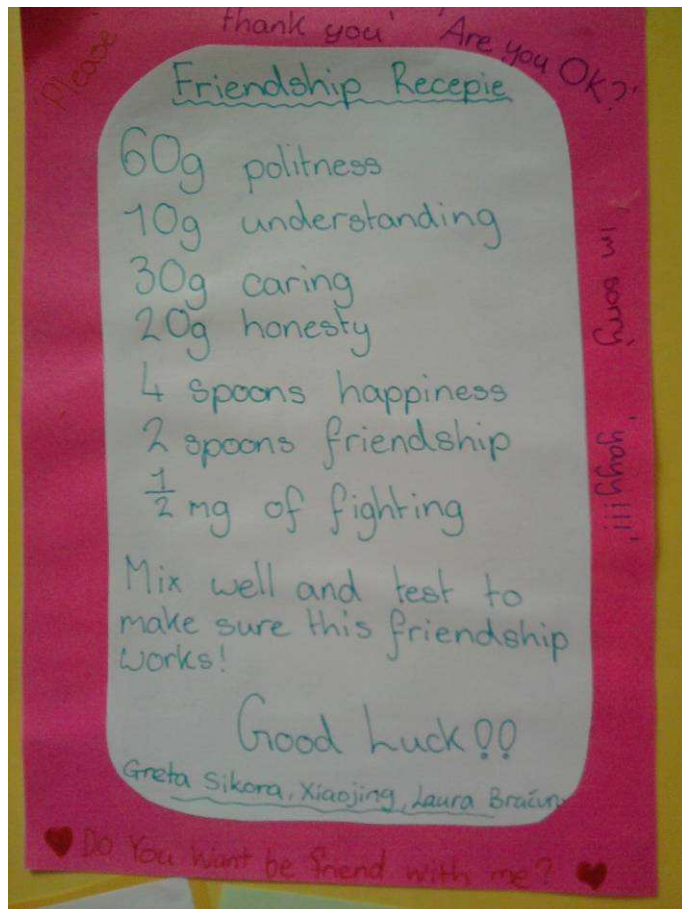 'Please'
'thank you'
'Are you OK?'
Friendship Recepie
60g politness
10g understanding
30g caring
20g honesty
4 spoons happiness
2 spoons friendship
1/2 mg of fighting
Mix well and test to
make sure this friendship
works!
Good Luck!!
Greta Sikora, Xiaojing, Laura
'im sorry'
'yayy!!!'
♥ Do You want be friend with me? ♥